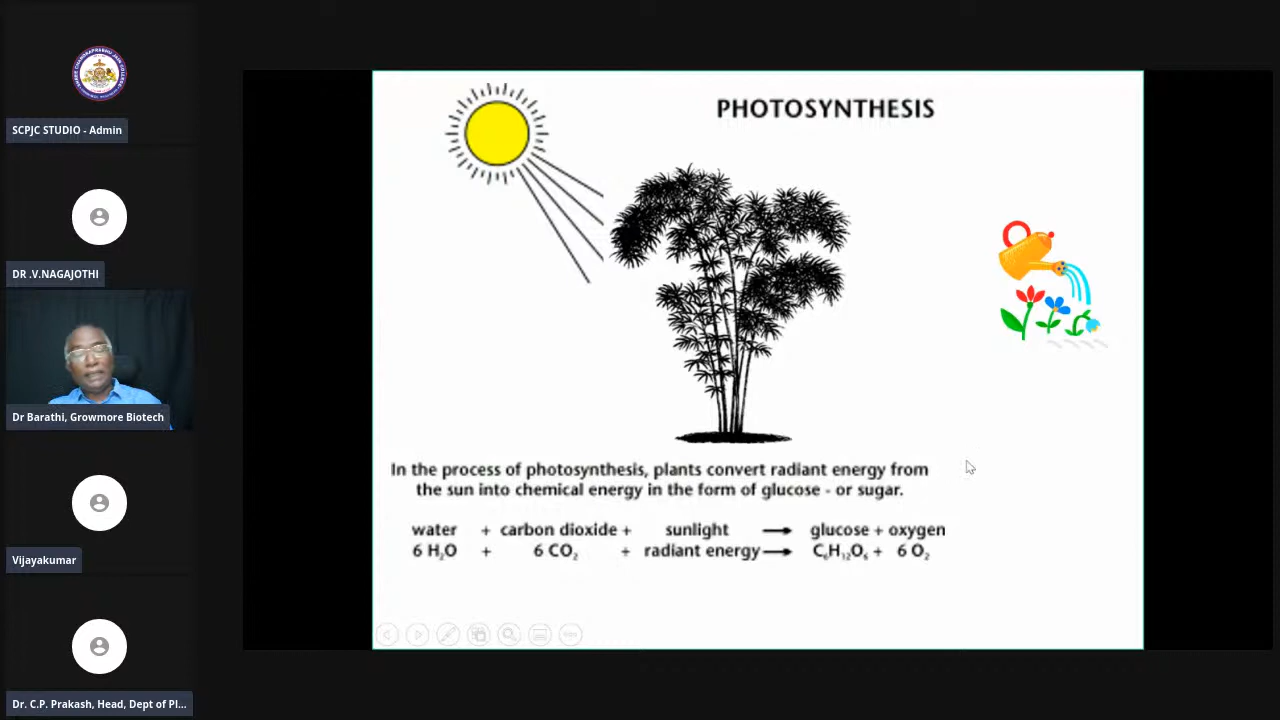 SCPJC STUDIO - Admin
DR .V.NAGAJOTHI
Dr Barathi, Growmore Biotech
Vijayakumar
Dr. C.P. Prakash, Head, Dept of Pl...
PHOTOSYNTHESIS
In the process of photosynthesis, plants convert radiant energy from
the sun into chemical energy in the form of glucose - or sugar.
water + carbon dioxide + sunlight → glucose + oxygen
6 H₂O + 6 CO₂ + radiant energy → C₆H₁₂O₆ + 6 O₂